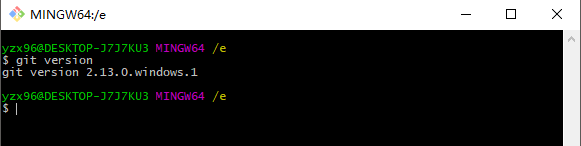 MINGW64:/e
yzx96@DESKTOP-J7J7KU3 MINGW64 /e
$ git version
git version 2.13.0.windows.1
yzx96@DESKTOP-J7J7KU3 MINGW64 /e
$